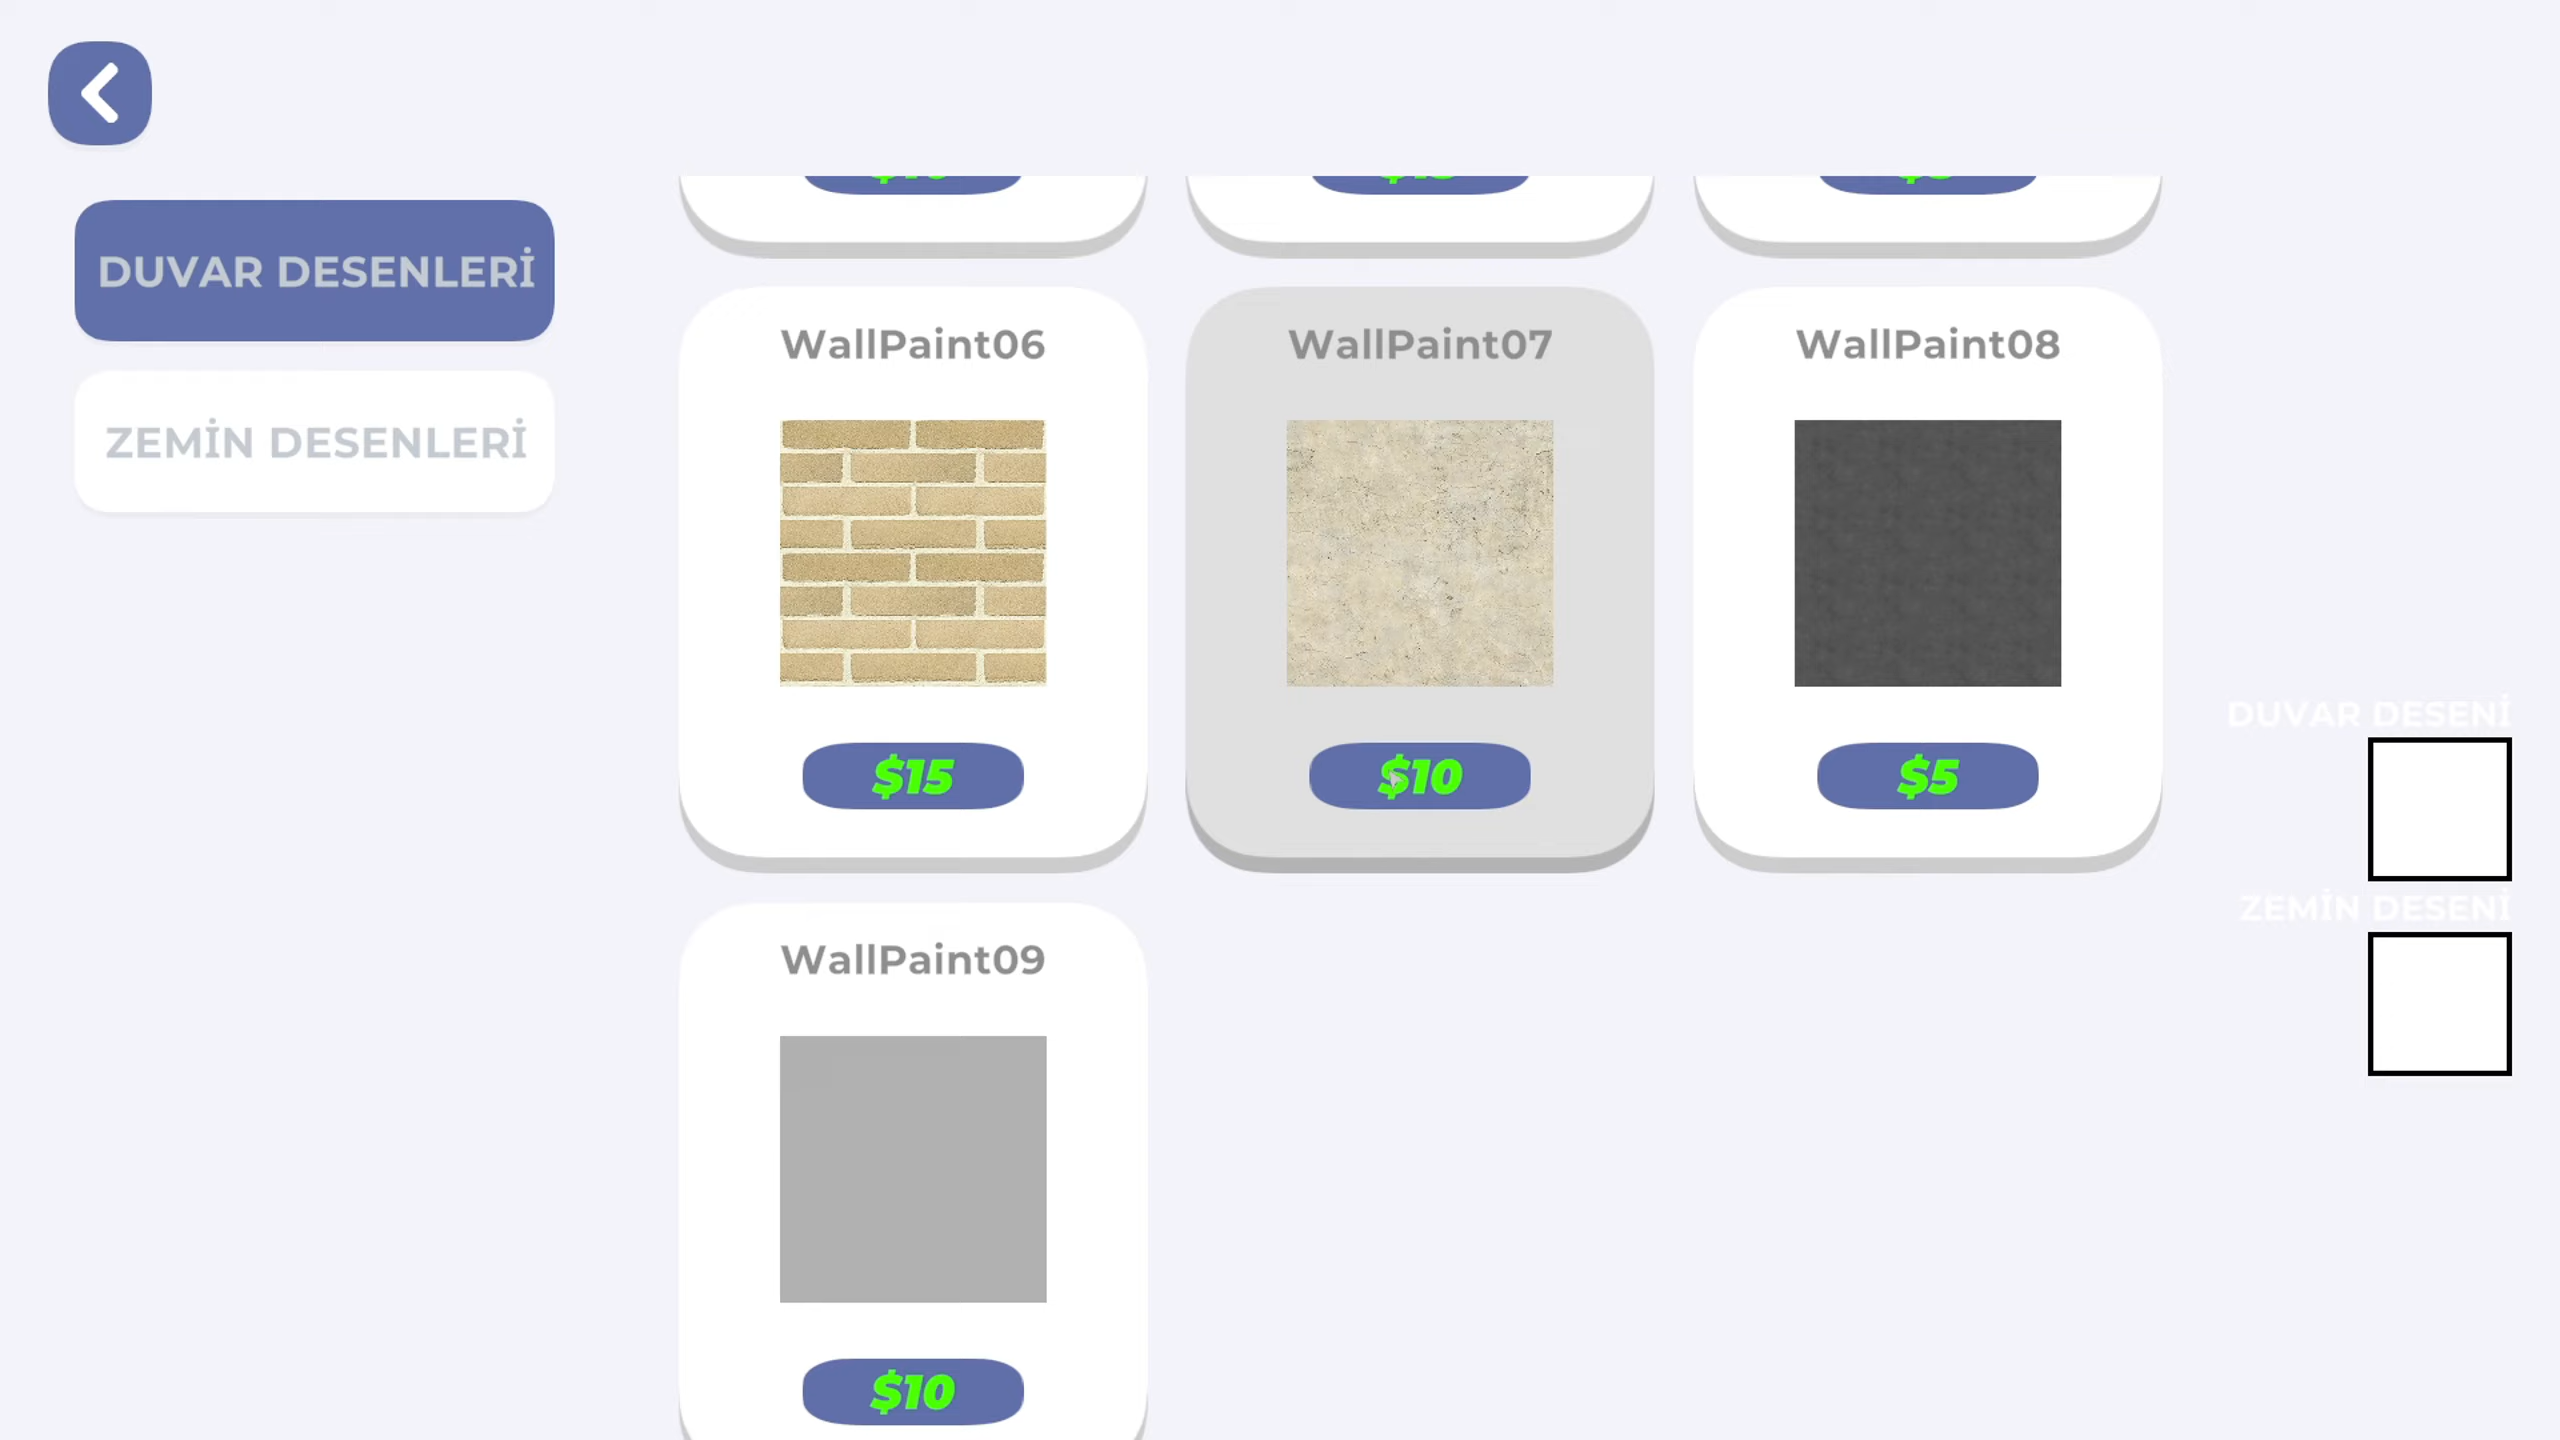 DUVAR DESENLERİ
ZEMİN DESENLERİ
WallPaint06
WallPaint07
WallPaint08
$15
$10
$5
DUVAR DESENİ
ZEMİN DESENİ
WallPaint09
$10